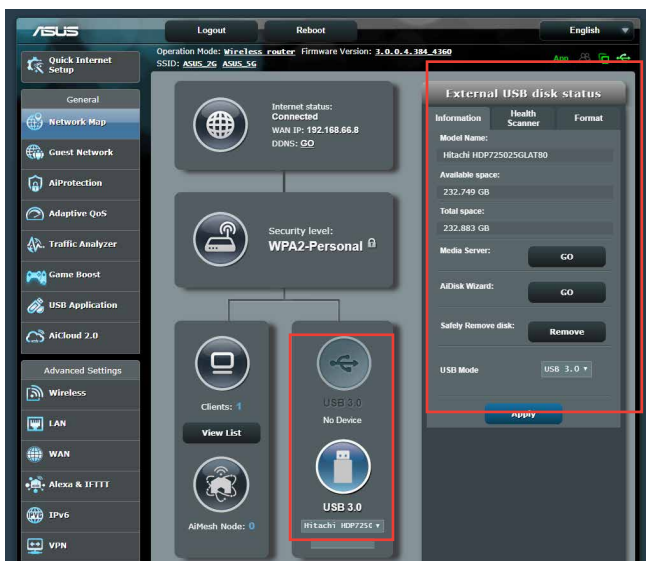 ASUS
Logout
Reboot
English
Quick Internet
Setup
Operation Mode: Wireless router Firmware Version: 3.0.0.4.384_4360
SSID: ASUS_2G ASUS_5G
App
General
Network Map
Guest Network
AiProtection
Adaptive QoS
Traffic Analyzer
Game Boost
USB Application
AiCloud 2.0
Advanced Settings
Wireless
LAN
WAN
Alexa & IFTTT
IPv6
VPN
Internet status:
Connected
WAN IP: 192.168.66.8
DDNS: GO
Security level:
WPA2-Personal
Clients: 1
View List
AiMesh Node: 0
USB 3.0
No Device
USB 3.0
Hitachi HDP725C
External USB disk status
Information
Health
Scanner
Format
Model Name:
Hitachi HDP725025GLAT80
Available space:
232.749 GB
Total space:
232.883 GB
Media Server:
GO
AiDisk Wizard:
GO
Safely Remove disk:
Remove
USB Mode
USB 3.0
Apply